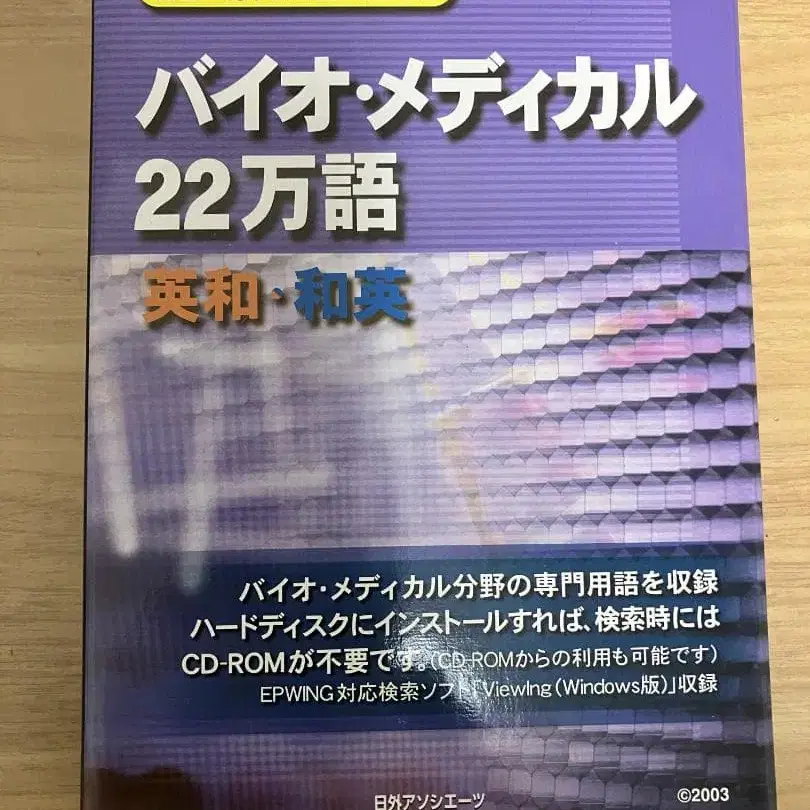 バイオ・メディカル
22万語
英和・和英
バイオ・メディカル分野の専門用語を収録
ハードディスクにインストールすれば、検索時には
CD-ROMが不要です。(CD-ROMからの利用も可能です)
EPWING対応検索ソフト「ViewIng(Windows版)」収録
日外アソシエーツ
©2003